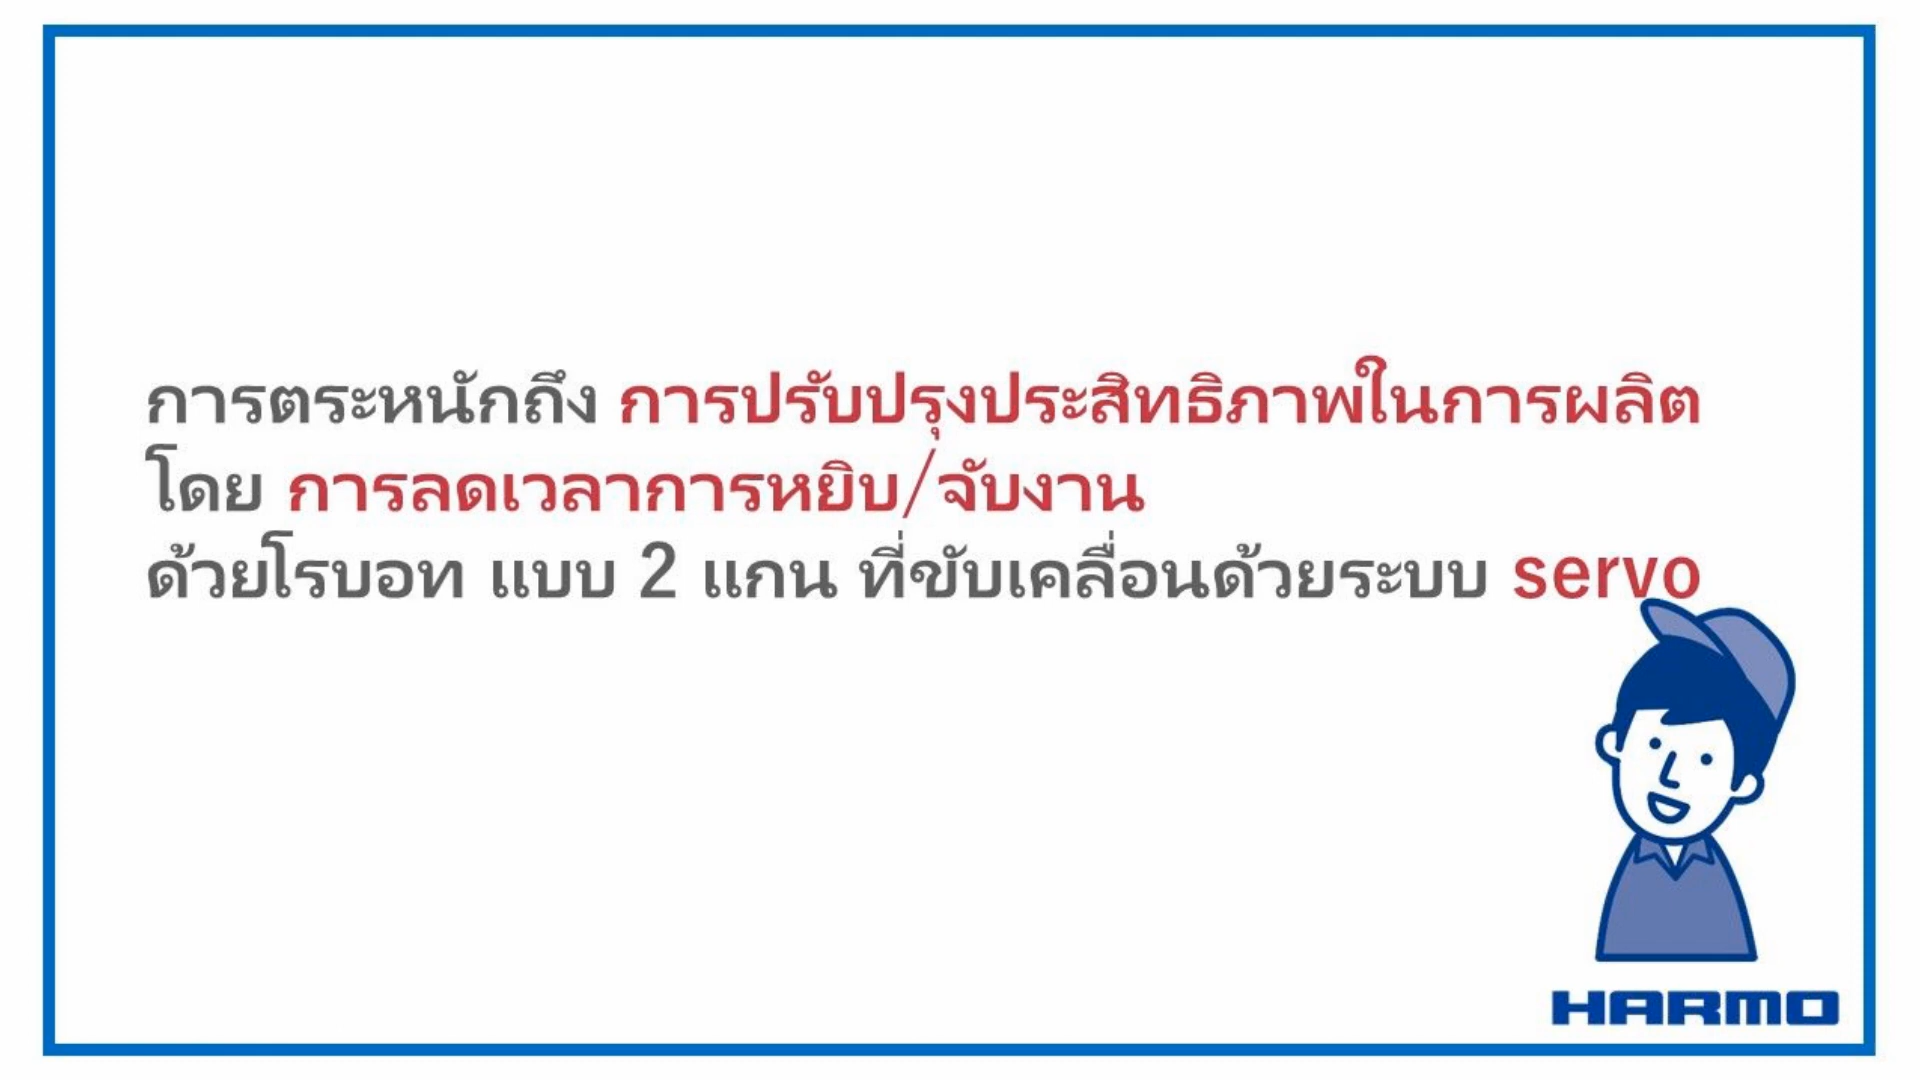 การตระหนักถึง การปรับปรุงประสิทธิภาพในการผลิต
โดย การลดเวลาการหยิบ/จับงาน
ด้วยโรบอท แบบ 2 แกน ที่ขับเคลื่อนด้วยระบบ servo
HARMO